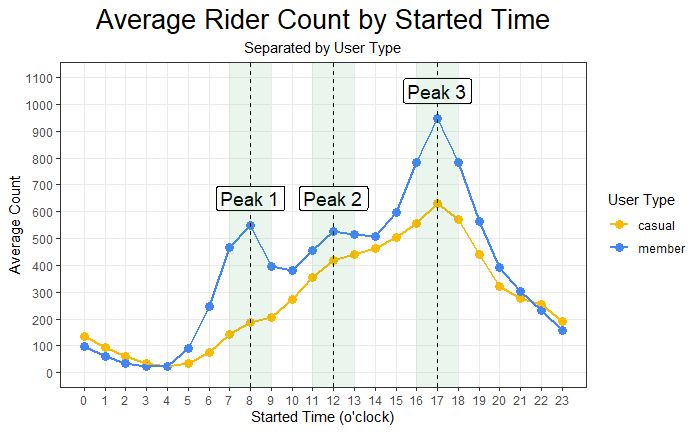 Average Rider Count by Started Time
Separated by User Type
Average Count
1100
1000
900
800
700
600
500
400
300
200
100
0
Peak 1
Peak 2
Peak 3
0 1 2 3 4 5 6 7 8 9 10 11 12 13 14 15 16 17 18 19 20 21 22 23
Started Time (o'clock)
User Type
casual
member